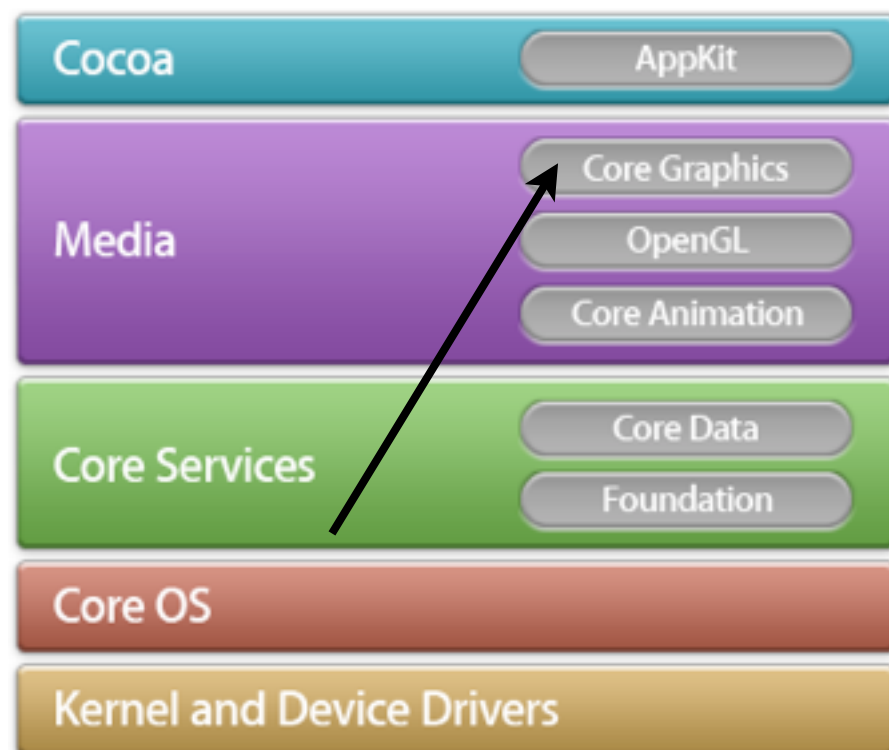 Cocoa
AppKit
Media
Core Graphics
OpenGL
Core Animation
Core Services
Core Data
Foundation
Core OS
Kernel and Device Drivers